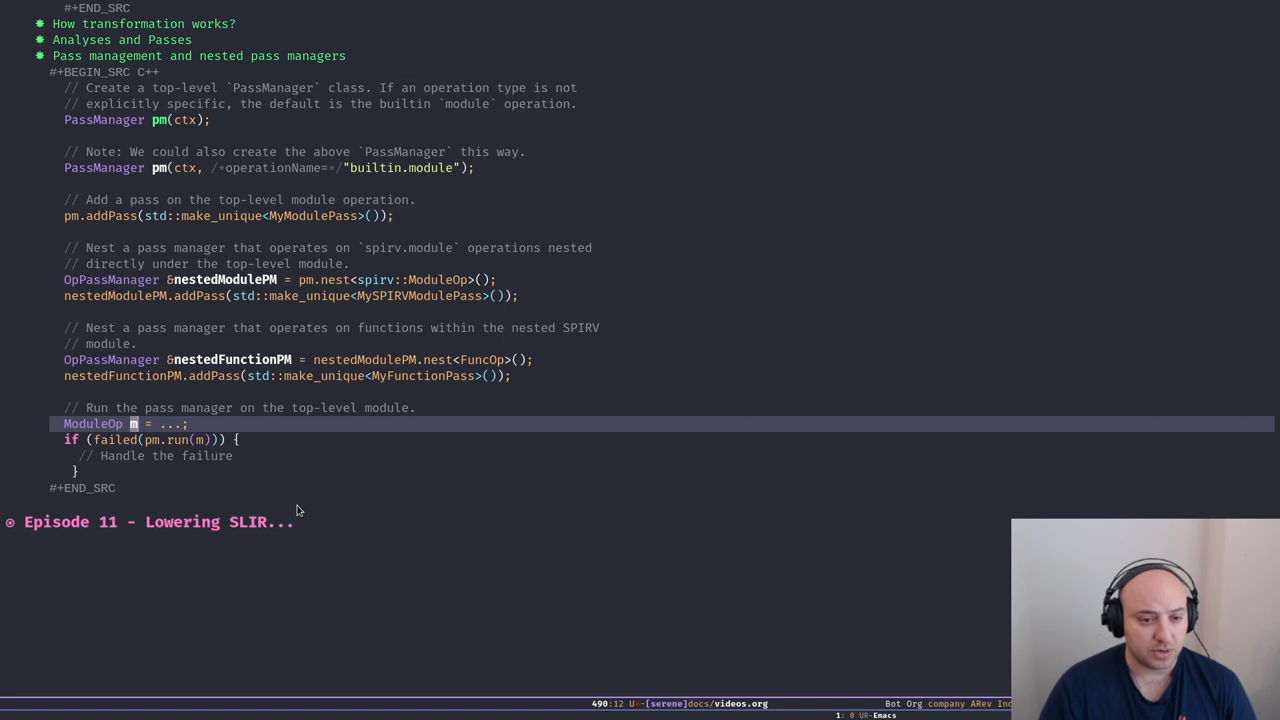 #+END_SRC
✸ How transformation works?
✸ Analyses and Passes
✸ Pass management and nested pass managers
#+BEGIN_SRC C++
// Create a top-level `PassManager` class. If an operation type is not
// explicitly specific, the default is the builtin `module` operation.
PassManager pm(ctx);
// Note: We could also create the above `PassManager` this way.
PassManager pm(ctx, /*operationName=*/"builtin.module");
// Add a pass on the top-level module operation.
pm.addPass(std::make_unique<MyModulePass>());
// Nest a pass manager that operates on `spirv.module` operations nested
// directly under the top-level module.
OpPassManager &nestedModulePM = pm.nest<spirv::ModuleOp>();
nestedModulePM.addPass(std::make_unique<MySPIRVModulePass>());
// Nest a pass manager that operates on functions within the nested SPIRV
// module.
OpPassManager &nestedFunctionPM = nestedModulePM.nest<FuncOp>();
nestedFunctionPM.addPass(std::make_unique<MyFunctionPass>());
// Run the pass manager on the top-level module.
ModuleOp m = ...;
if (failed(pm.run(m))) {
// Handle the failure
}
#+END_SRC
Episode 11 - Lowering SLIR...
490:12 U*-[serene]docs/videos.org Bot Org company ARev Ind
1: 0 UR-Emacs